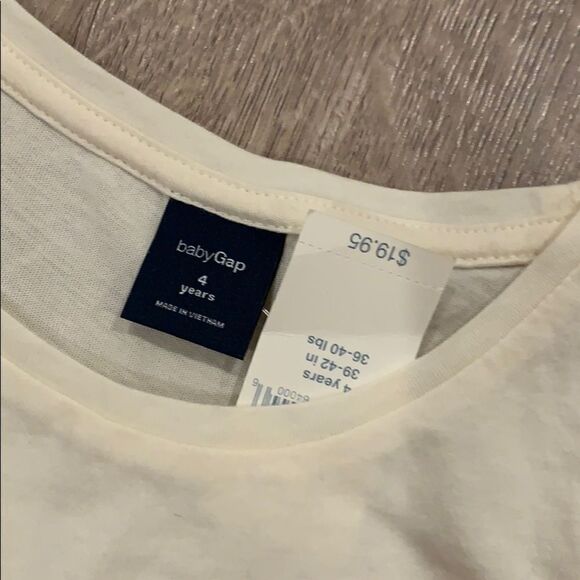 babyGap
4
years
MADE IN VIETNAM
4 years
39-42 in
36-40 lbs
$19.95